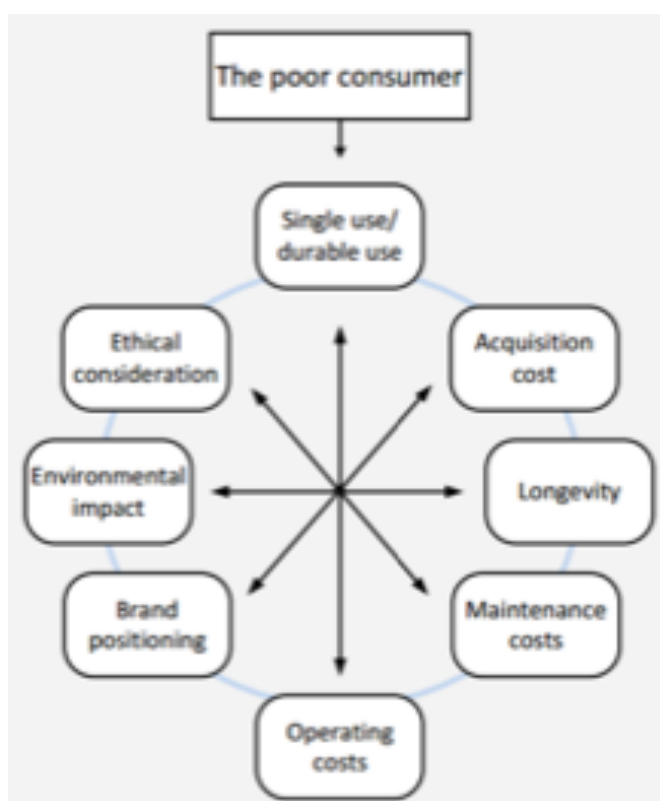 The poor consumer
Single use/
durable use
Ethical
consideration
Acquisition
cost
Environmental
impact
Longevity
Brand
positioning
Maintenance
costs
Operating
costs